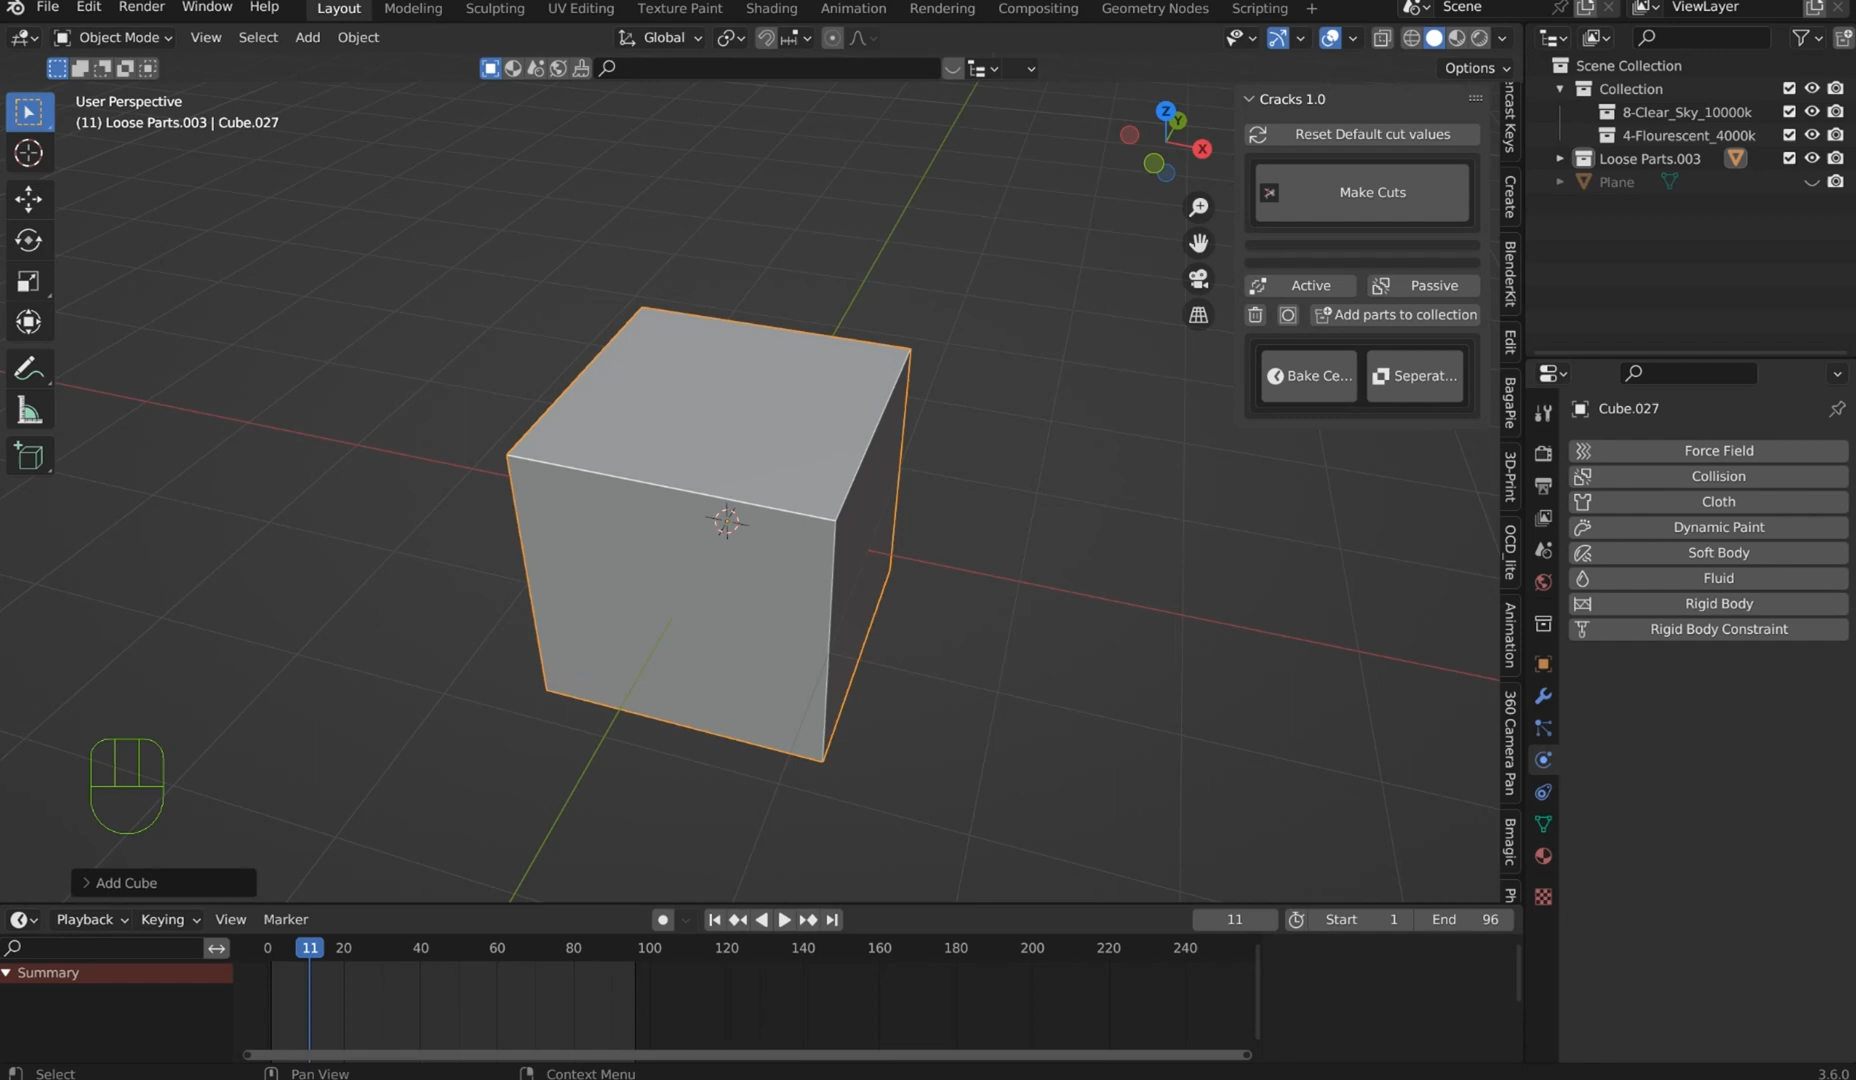 File Edit Render Window Help Layout Modeling Sculpting UV Editing Texture Paint Shading Animation Rendering Compositing Geometry Nodes Scripting + Scene ViewLayer
Object Mode View Select Add Object Global
Options
User Perspective
(11) Loose Parts.003 | Cube.027
Z
Y
X
Cracks 1.0
Reset Default cut values
Make Cuts
Active Passive
Add parts to collection
Bake Ce... Seperat...
Create
BlenderKit
Edit
BagaPie
3D-Print
OCD_lite
Animation
360 Camera Pan
Bmagic
Scene Collection
Collection
8-Clear_Sky_10000k
4-Flourescent_4000k
Loose Parts.003
Plane
Cube.027
Force Field
Collision
Cloth
Dynamic Paint
Soft Body
Fluid
Rigid Body
Rigid Body Constraint
Add Cube
Playback Keying View Marker 11 Start 1 End 96
0 11 20 40 60 80 100 120 140 160 180 200 220 240
Summary
Select Pan View Context Menu 3.6.0